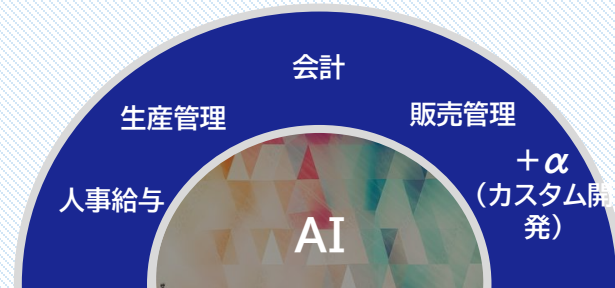 会計
生産管理
販売管理
人事給与
+α
（カスタム開
発）
AI